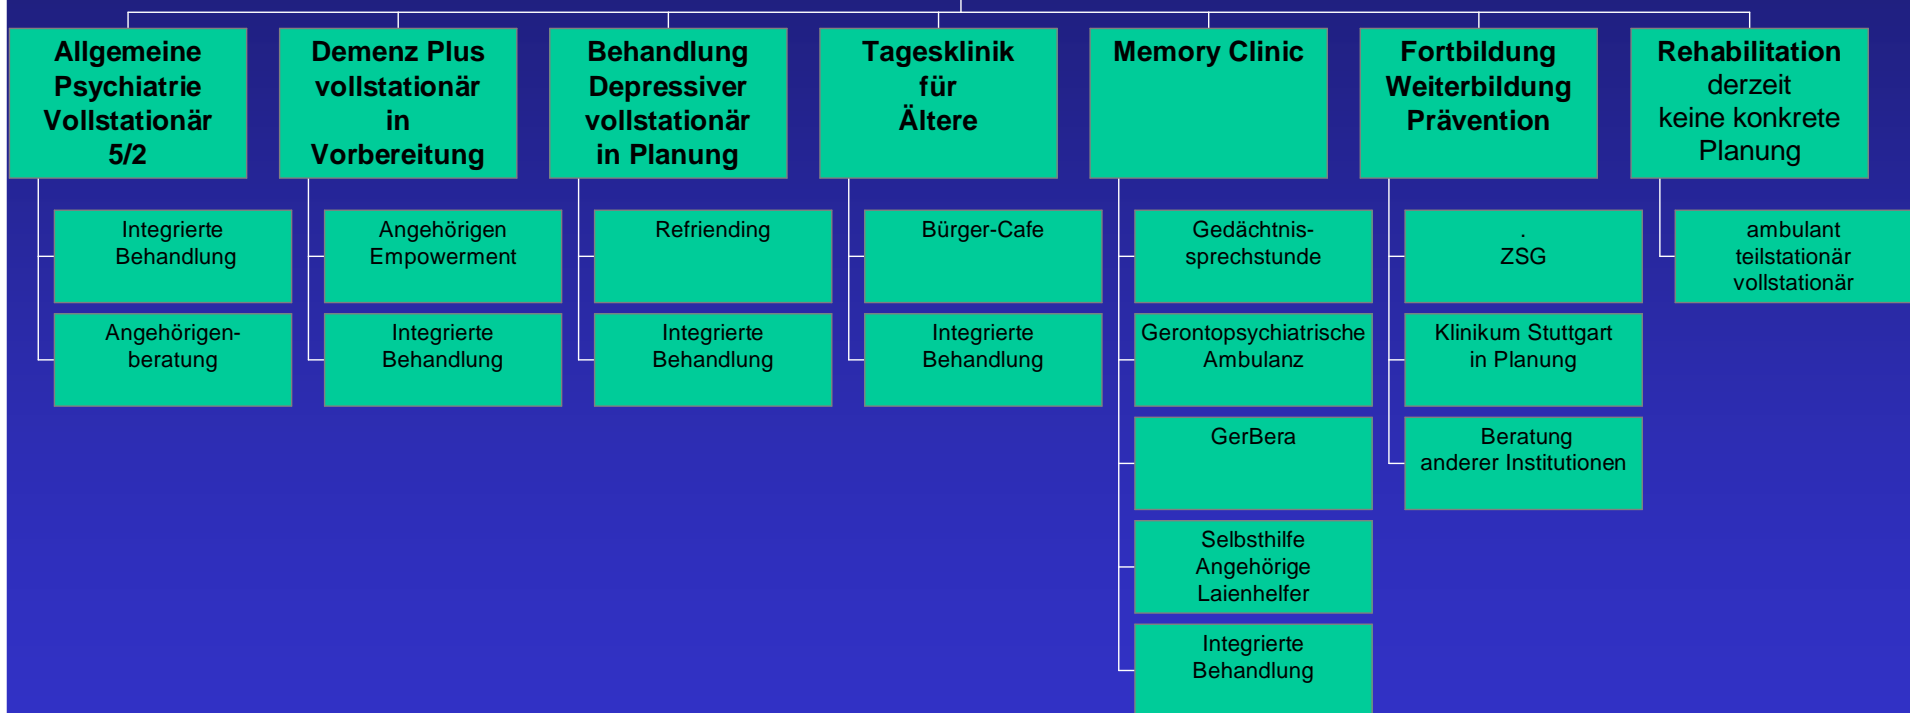 Allgemeine
Psychiatrie
Vollstationär
5/2
Demenz Plus
vollstationär
in
Vorbereitung
Behandlung
Depressiver
vollstationär
in Planung
Tagesklinik
für
Ältere
Memory Clinic
Fortbildung
Weiterbildung
Prävention
Rehabilitation
derzeit
keine konkrete
Planung
Integrierte
Behandlung
Angehörigen-
beratung
Angehörigen
Empowerment
Integrierte
Behandlung
Refriending
Integrierte
Behandlung
Bürger-Cafe
Integrierte
Behandlung
Gedächtnis-
sprechstunde
Gerontopsychiatrische
Ambulanz
GerBera
Selbsthilfe
Angehörige
Laienhelfer
Integrierte
Behandlung
.
ZSG
Klinikum Stuttgart
in Planung
Beratung
anderer Institutionen
ambulant
teilstationär
vollstationär